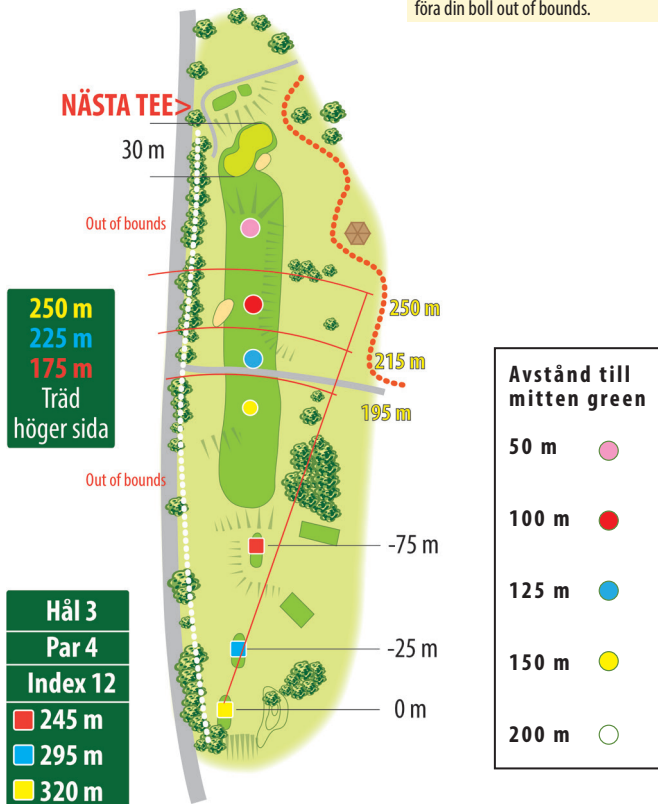 föra din boll out of bounds.
NÄSTA TEE>
30 m
Out of bounds
250 m
225 m
175 m
Träd
höger sida
250 m
215 m
195 m
Out of bounds
-75 m
-25 m
0 m
Hål 3
Par 4
Index 12
245 m
295 m
320 m
Avstånd till
mitten green
50 m
100 m
125 m
150 m
200 m